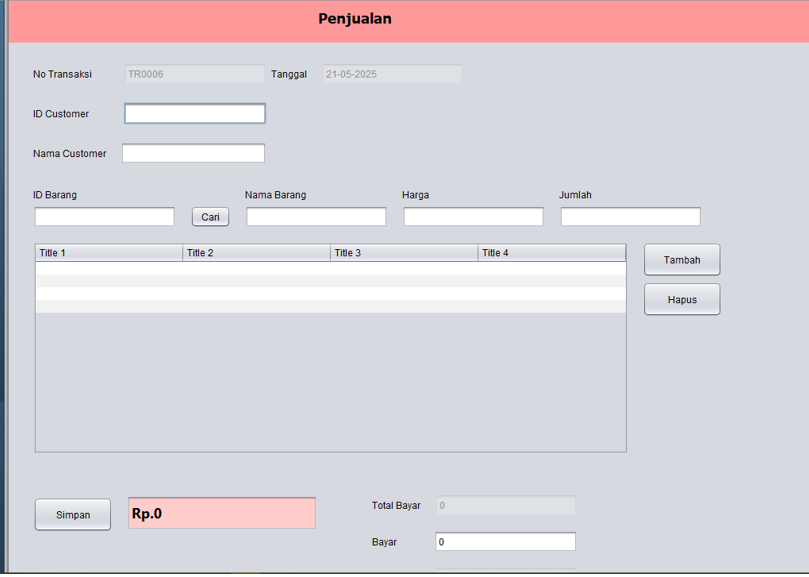 Penjualan
No Transaksi TR0006 Tanggal 21-05-2025
ID Customer
Nama Customer
ID Barang Nama Barang Harga Jumlah
Cari
Title 1 Title 2 Title 3 Title 4
Tambah
Hapus
Simpan Rp.0 Total Bayar 0
Bayar 0